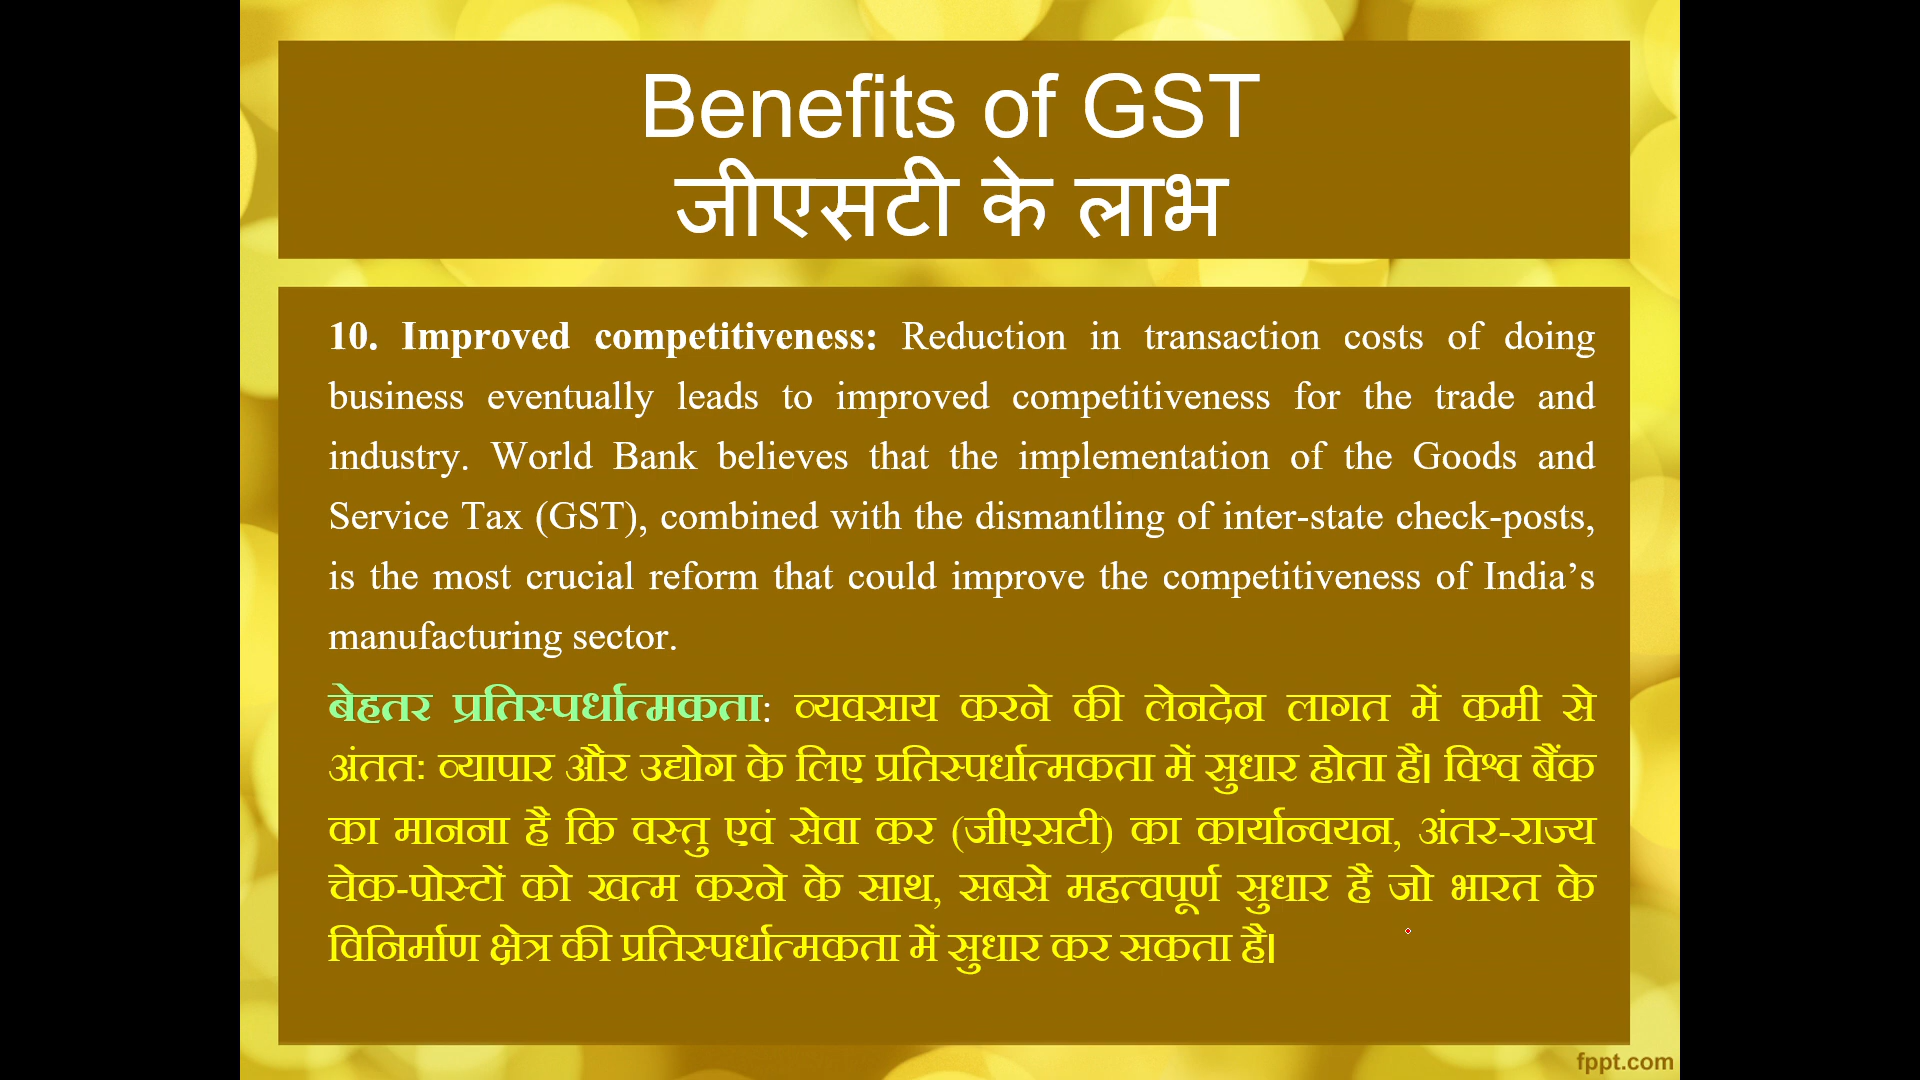 Benefits of GST
जीएसटी के लाभ
10. Improved competitiveness: Reduction in transaction costs of doing
business eventually leads to improved competitiveness for the trade and
industry. World Bank believes that the implementation of the Goods and
Service Tax (GST), combined with the dismantling of inter-state check-posts,
is the most crucial reform that could improve the competitiveness of India’s
manufacturing sector.
बेहतर प्रतिस्पर्धात्मकता: व्यवसाय करने की लेनदेन लागत में कमी से
अंततः व्यापार और उद्योग के लिए प्रतिस्पर्धात्मकता में सुधार होता है। विश्व बैंक
का मानना है कि वस्तु एवं सेवा कर (जीएसटी) का कार्यान्वयन, अंतर-राज्य
चेक-पोस्टों को खत्म करने के साथ, सबसे महत्वपूर्ण सुधार है जो भारत के
विनिर्माण क्षेत्र की प्रतिस्पर्धात्मकता में सुधार कर सकता है।
fppt.com